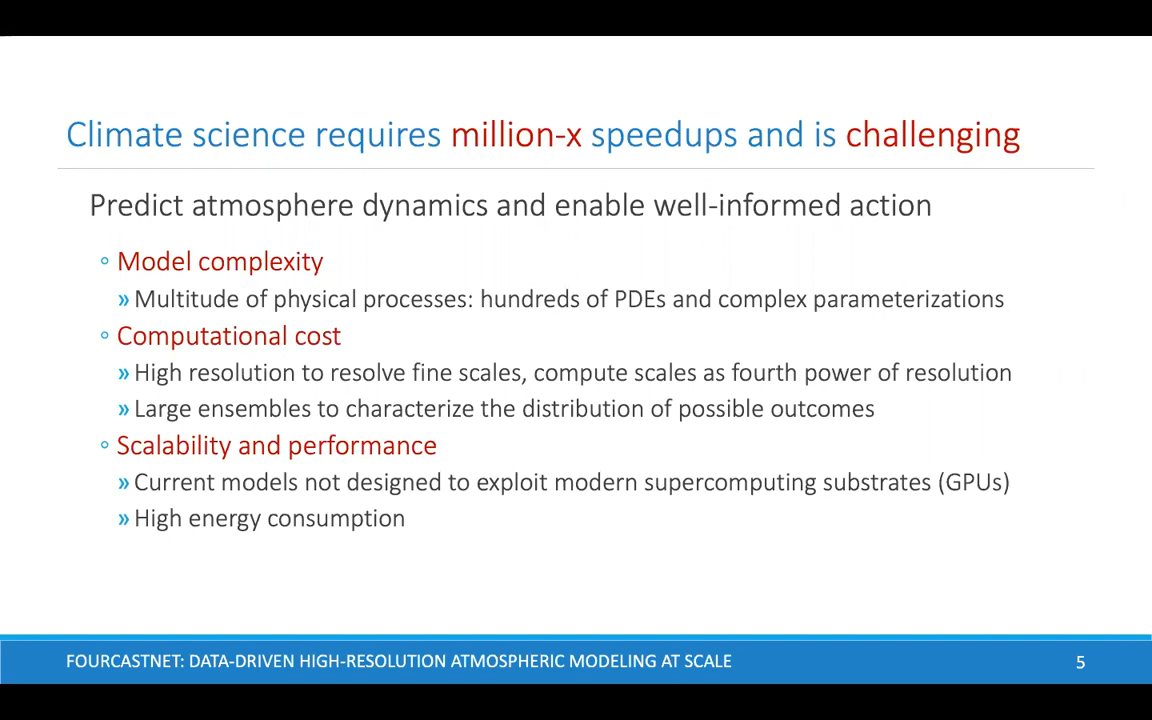 Climate science requires million-x speedups and is challenging
Predict atmosphere dynamics and enable well-informed action
◦ Model complexity
» Multitude of physical processes: hundreds of PDEs and complex parameterizations
◦ Computational cost
» High resolution to resolve fine scales, compute scales as fourth power of resolution
» Large ensembles to characterize the distribution of possible outcomes
◦ Scalability and performance
» Current models not designed to exploit modern supercomputing substrates (GPUs)
» High energy consumption
FOURCASTNET: DATA-DRIVEN HIGH-RESOLUTION ATMOSPHERIC MODELING AT SCALE
5